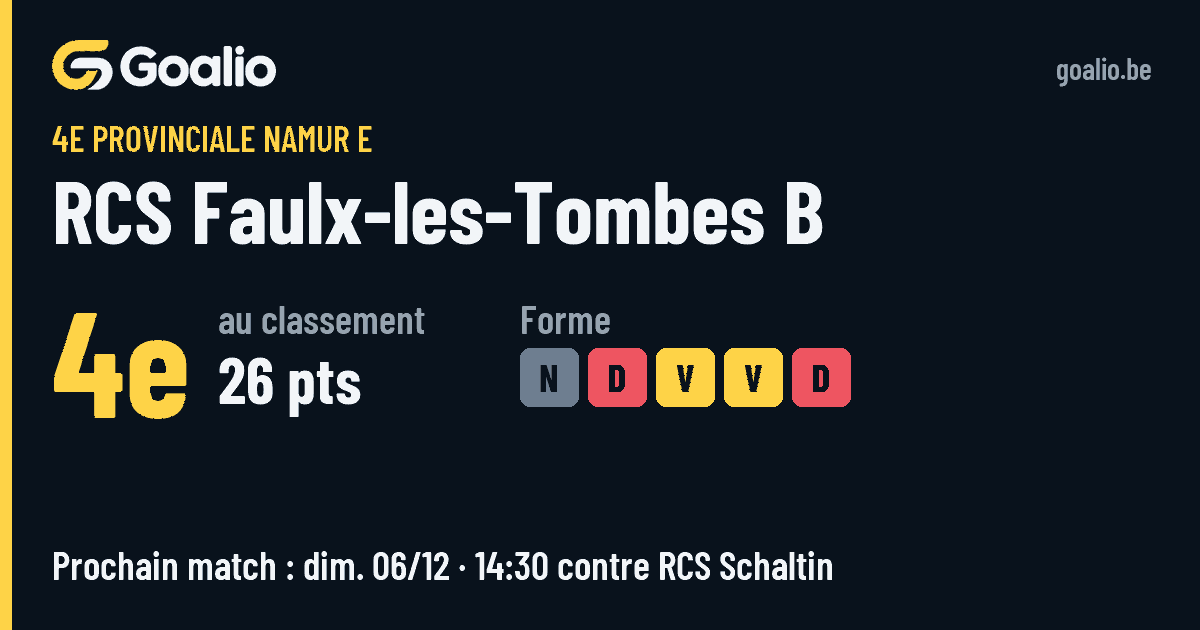 Goalio
goalio.be
4E PROVINCIALE NAMUR E
RCS Faulx-les-Tombes B
4e
au classement
26 pts
Forme
N D V V D
Prochain match : dim. 06/12 · 14:30 contre RCS Schaltin